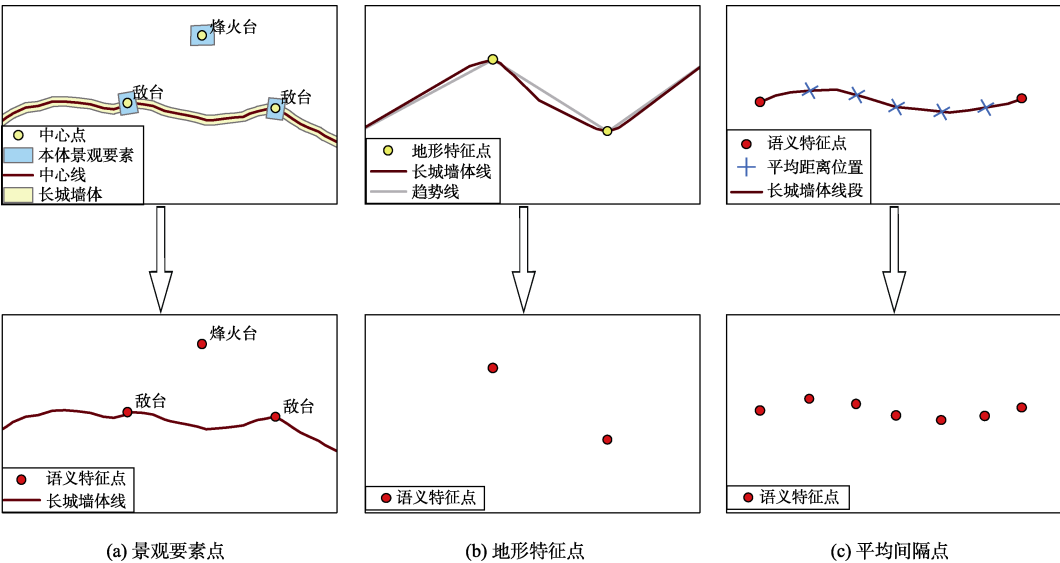 烽火台
敌台
敌台
中心点
本体景观要素
中心线
长城墙体
地形特征点
长城墙体线
趋势线
语义特征点
平均距离位置
长城墙体线段
烽火台
敌台
敌台
语义特征点
长城墙体线
语义特征点
语义特征点
(a) 景观要素点
(b) 地形特征点
(c) 平均间隔点